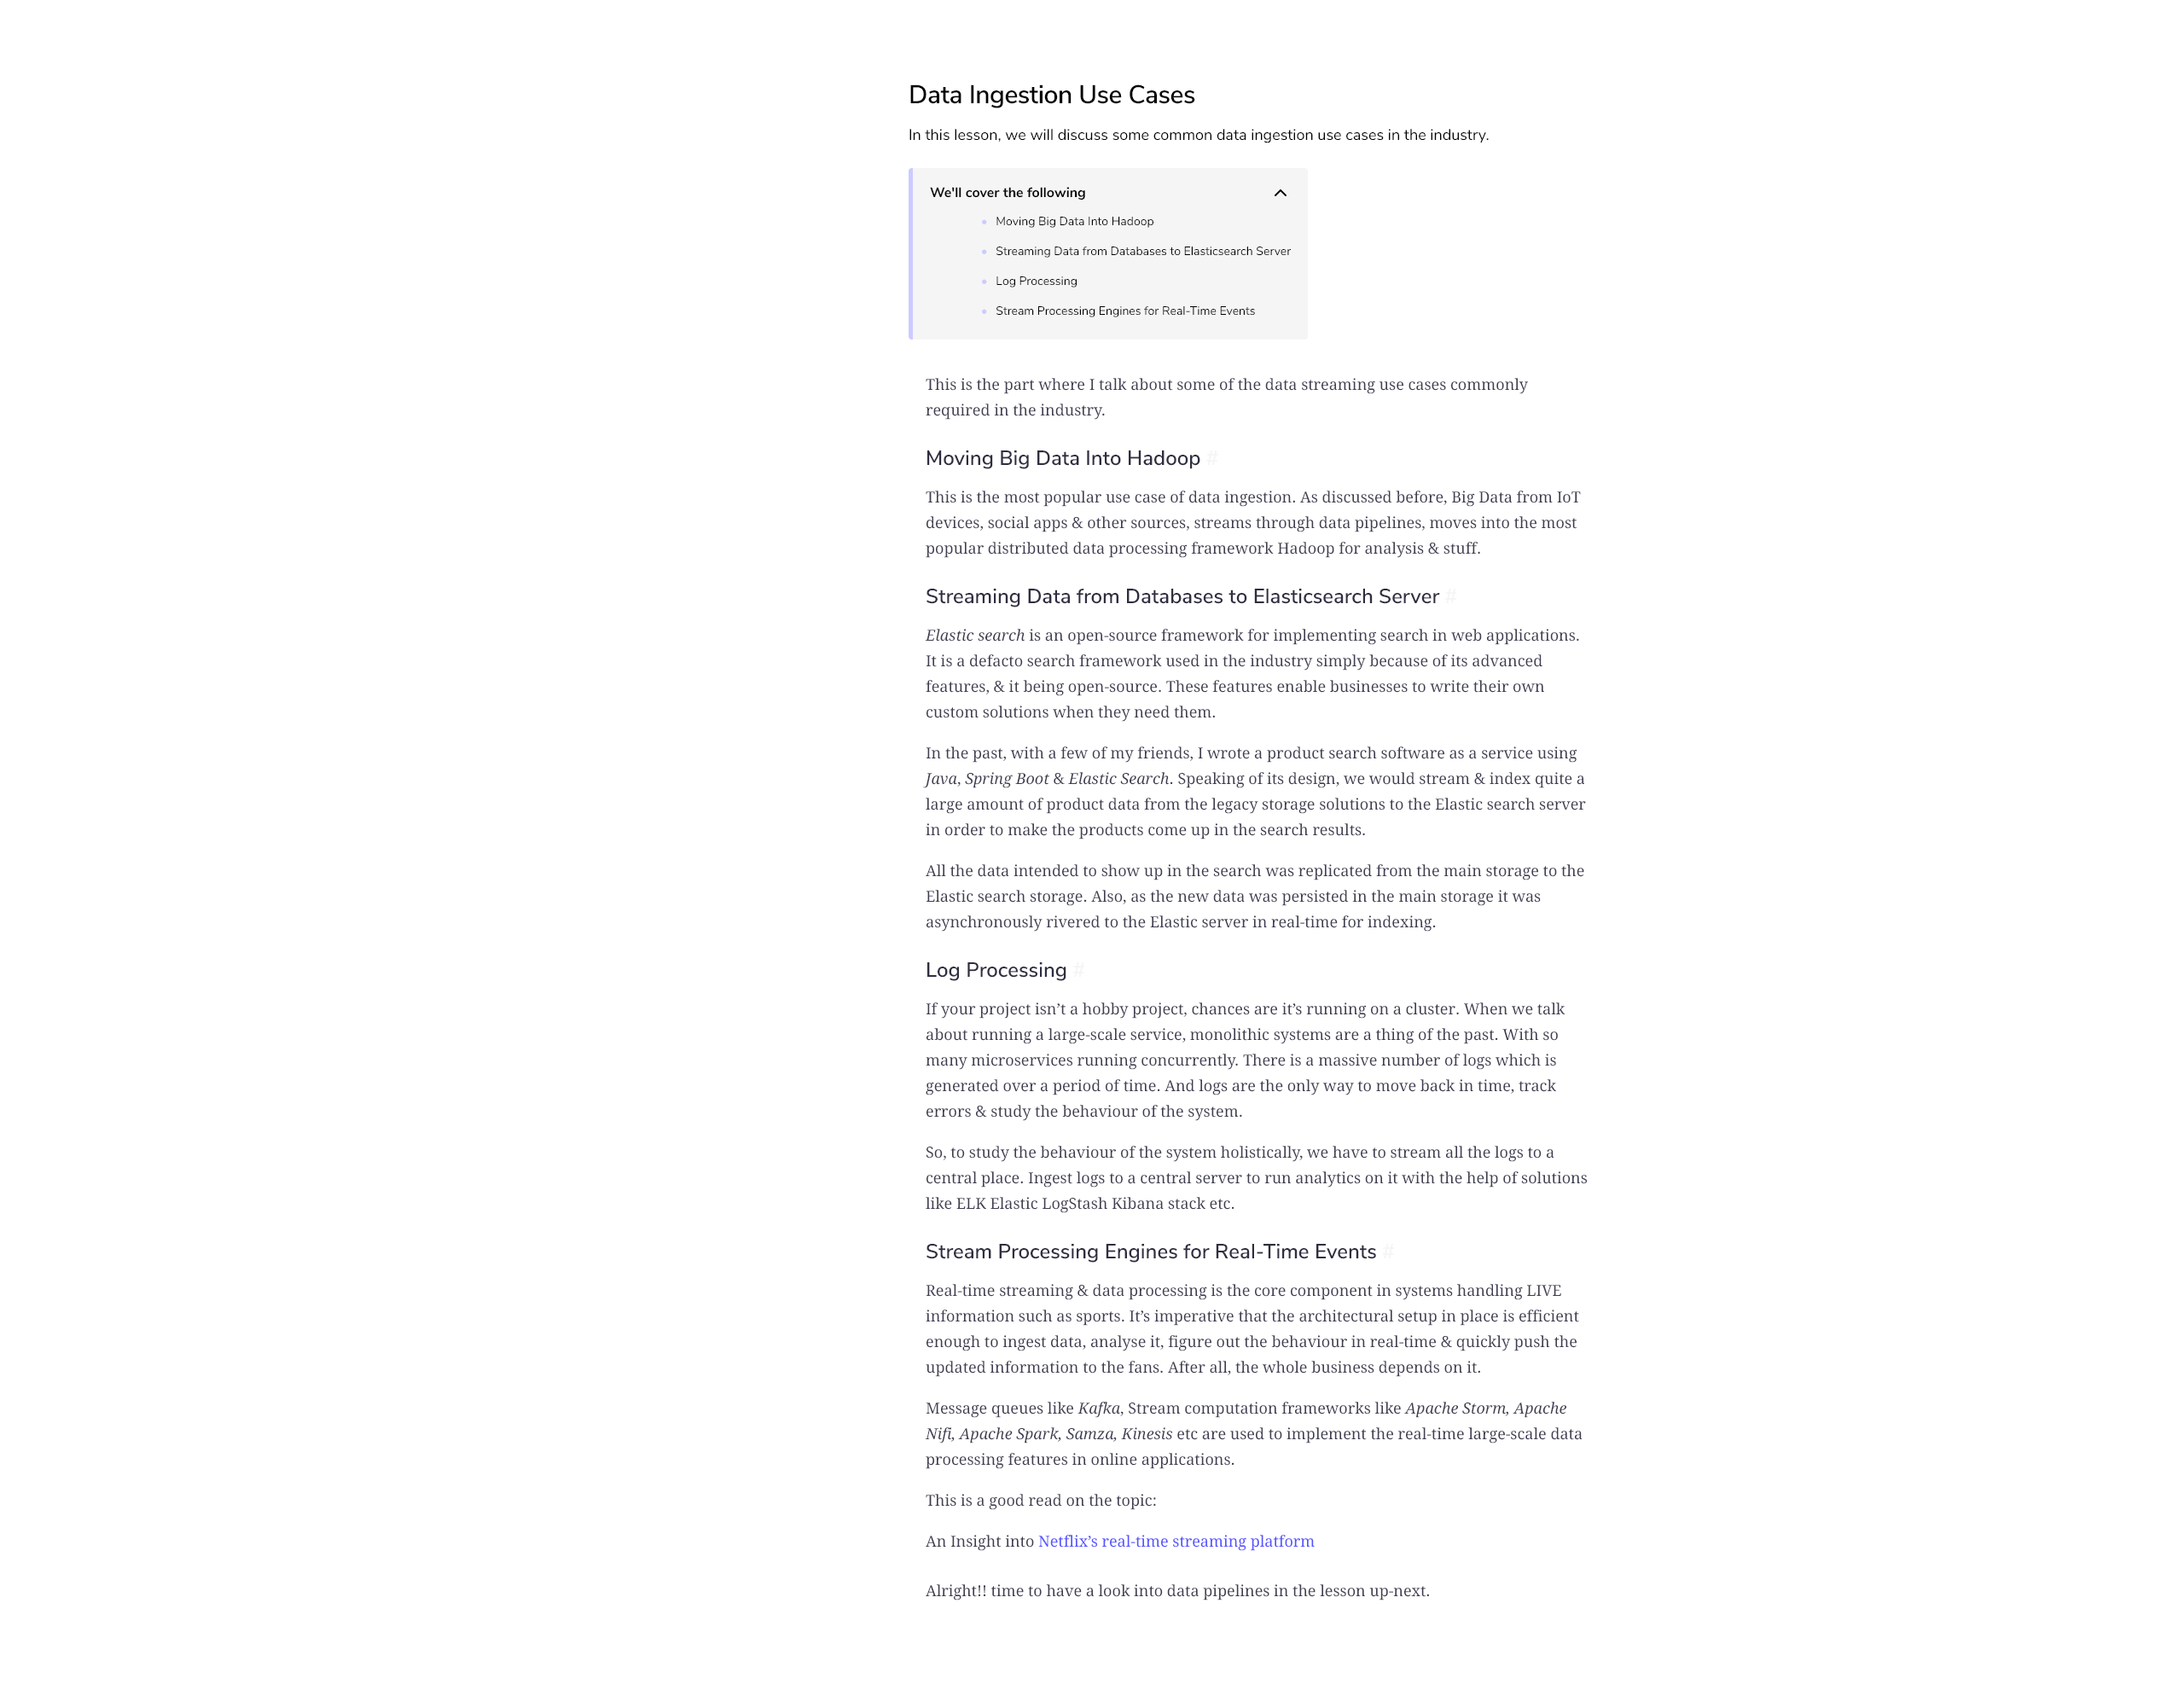 Data Ingestion Use Cases
In this lesson, we will discuss some common data ingestion use cases in the industry.
We'll cover the following
Moving Big Data Into Hadoop
Streaming Data from Databases to Elasticsearch Server
Log Processing
Stream Processing Engines for Real-Time Events
This is the part where I talk about some of the data streaming use cases commonly
required in the industry.
Moving Big Data Into Hadoop #
This is the most popular use case of data ingestion. As discussed before, Big Data from IoT
devices, social apps & other sources, streams through data pipelines, moves into the most
popular distributed data processing framework Hadoop for analysis & stuff.
Streaming Data from Databases to Elasticsearch Server #
Elastic search is an open-source framework for implementing search in web applications.
It is a defacto search framework used in the industry simply because of its advanced
features, & it being open-source. These features enable businesses to write their own
custom solutions when they need them.
In the past, with a few of my friends, I wrote a product search software as a service using
Java, Spring Boot & Elastic Search. Speaking of its design, we would stream & index quite a
large amount of product data from the legacy storage solutions to the Elastic search server
in order to make the products come up in the search results.
All the data intended to show up in the search was replicated from the main storage to the
Elastic search storage. Also, as the new data was persisted in the main storage it was
asynchronously rivered to the Elastic server in real-time for indexing.
Log Processing #
If your project isn’t a hobby project, chances are it’s running on a cluster. When we talk
about running a large-scale service, monolithic systems are a thing of the past. With so
many microservices running concurrently. There is a massive number of logs which is
generated over a period of time. And logs are the only way to move back in time, track
errors & study the behaviour of the system.
So, to study the behaviour of the system holistically, we have to stream all the logs to a
central place. Ingest logs to a central server to run analytics on it with the help of solutions
like ELK Elastic LogStash Kibana stack etc.
Stream Processing Engines for Real-Time Events #
Real-time streaming & data processing is the core component in systems handling LIVE
information such as sports. It’s imperative that the architectural setup in place is efficient
enough to ingest data, analyse it, figure out the behaviour in real-time & quickly push the
updated information to the fans. After all, the whole business depends on it.
Message queues like Kafka, Stream computation frameworks like Apache Storm, Apache
Nifi, Apache Spark, Samza, Kinesis etc are used to implement the real-time large-scale data
processing features in online applications.
This is a good read on the topic:
An Insight into Netflix’s real-time streaming platform
Alright!! time to have a look into data pipelines in the lesson up-next.